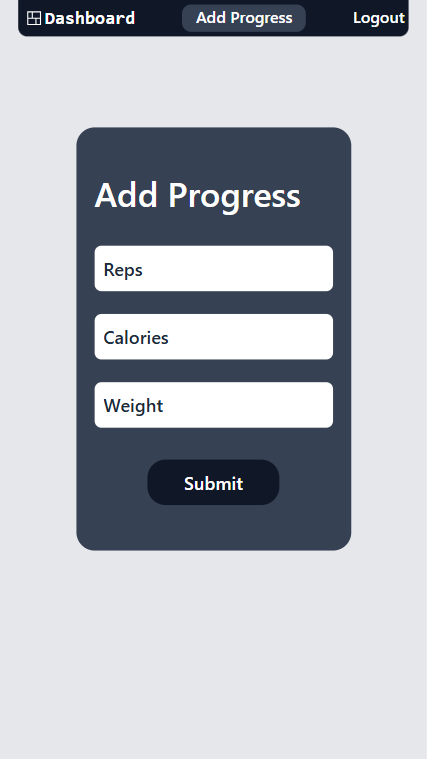 Dashboard Add Progress Logout
Add Progress
Reps
Calories
Weight
Submit